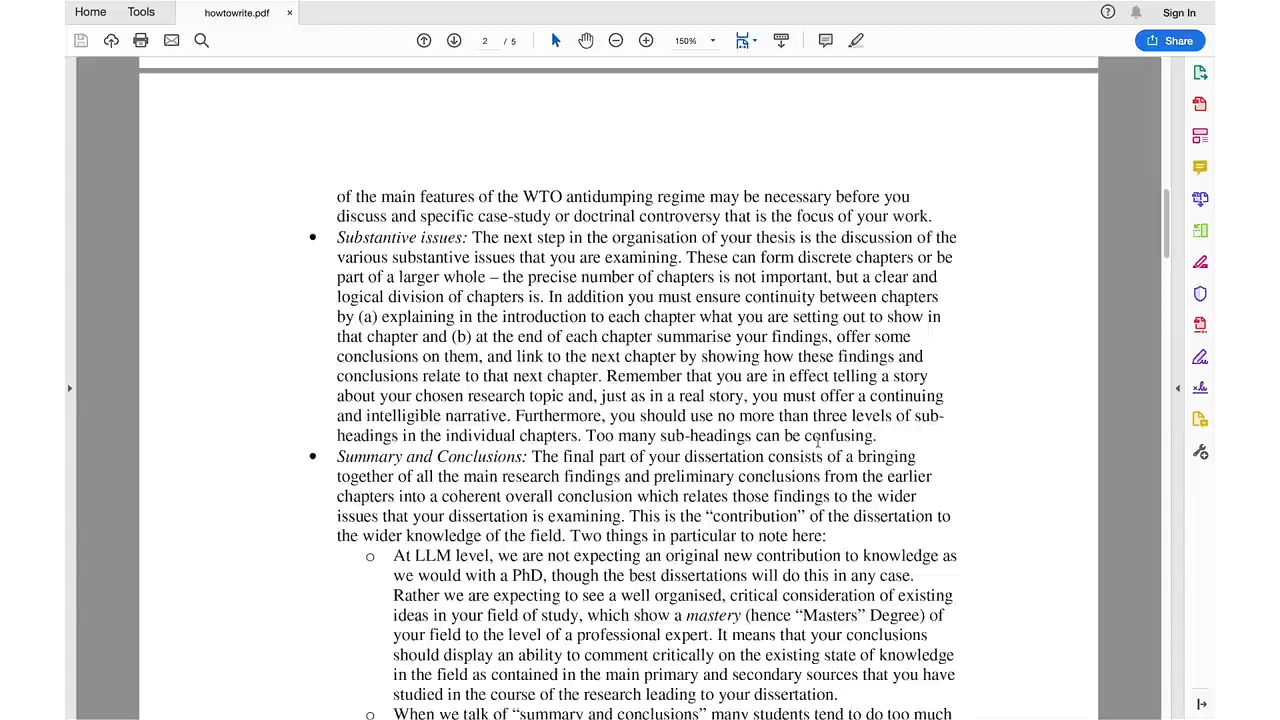 Home Tools howtowrite.pdf × Sign In
2 / 5 150% Share
of the main features of the WTO antidumping regime may be necessary before you
discuss and specific case-study or doctrinal controversy that is the focus of your work.
• Substantive issues: The next step in the organisation of your thesis is the discussion of the
various substantive issues that you are examining. These can form discrete chapters or be
part of a larger whole – the precise number of chapters is not important, but a clear and
logical division of chapters is. In addition you must ensure continuity between chapters
by (a) explaining in the introduction to each chapter what you are setting out to show in
that chapter and (b) at the end of each chapter summarise your findings, offer some
conclusions on them, and link to the next chapter by showing how these findings and
conclusions relate to that next chapter. Remember that you are in effect telling a story
about your chosen research topic and, just as in a real story, you must offer a continuing
and intelligible narrative. Furthermore, you should use no more than three levels of sub-
headings in the individual chapters. Too many sub-headings can be confusing.
• Summary and Conclusions: The final part of your dissertation consists of a bringing
together of all the main research findings and preliminary conclusions from the earlier
chapters into a coherent overall conclusion which relates those findings to the wider
issues that your dissertation is examining. This is the “contribution” of the dissertation to
the wider knowledge of the field. Two things in particular to note here:
o At LLM level, we are not expecting an original new contribution to knowledge as
we would with a PhD, though the best dissertations will do this in any case.
Rather we are expecting to see a well organised, critical consideration of existing
ideas in your field of study, which show a mastery (hence “Masters” Degree) of
your field to the level of a professional expert. It means that your conclusions
should display an ability to comment critically on the existing state of knowledge
in the field as contained in the main primary and secondary sources that you have
studied in the course of the research leading to your dissertation.
o When we talk of “summary and conclusions” many students tend to do too much